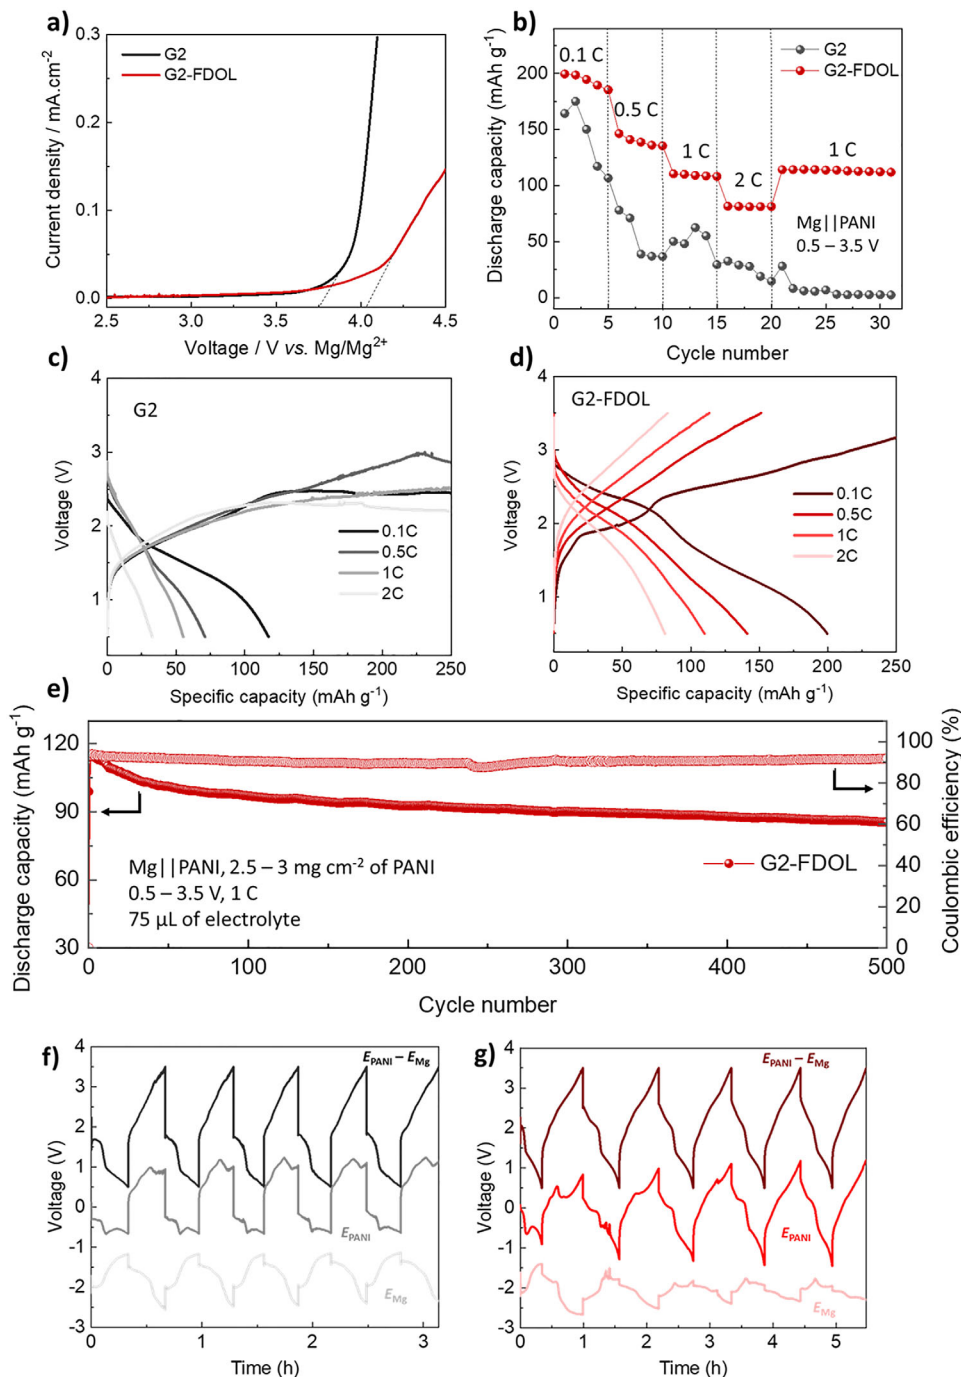 a)
G2
G2-FDOL
Current density / mA.cm-2
0.3
0.2
0.1
0.0
2.5 3.0 3.5 4.0 4.5
Voltage / V vs. Mg/Mg2+
b)
G2
G2-FDOL
0.1 C
0.5 C
1 C
2 C
1 C
Mg||PANI
0.5 – 3.5 V
Discharge capacity (mAh g-1)
200
150
100
50
0
0 5 10 15 20 25 30
Cycle number
c)
G2
Voltage (V)
4
3
2
1
0.1C
0.5C
1C
2C
0 50 100 150 200 250
Specific capacity (mAh g-1)
d)
G2-FDOL
Voltage (V)
4
3
2
1
0.1C
0.5C
1C
2C
0 50 100 150 200 250
Specific capacity (mAh g-1)
e)
Discharge capacity (mAh g-1)
120
90
60
30
Mg||PANI, 2.5 – 3 mg cm-2 of PANI
0.5 – 3.5 V, 1 C
75 µL of electrolyte
G2-FDOL
Coulombic efficiency (%)
100
80
60
40
20
0
0 100 200 300 400 500
Cycle number
f)
Voltage (V)
4
3
2
1
0
-1
-2
-3
EPANI – EMg
EPANI
EMg
0 1 2 3
Time (h)
g)
Voltage (V)
4
3
2
1
0
-1
-2
-3
EPANI – EMg
EPANI
EMg
0 1 2 3 4 5
Time (h)